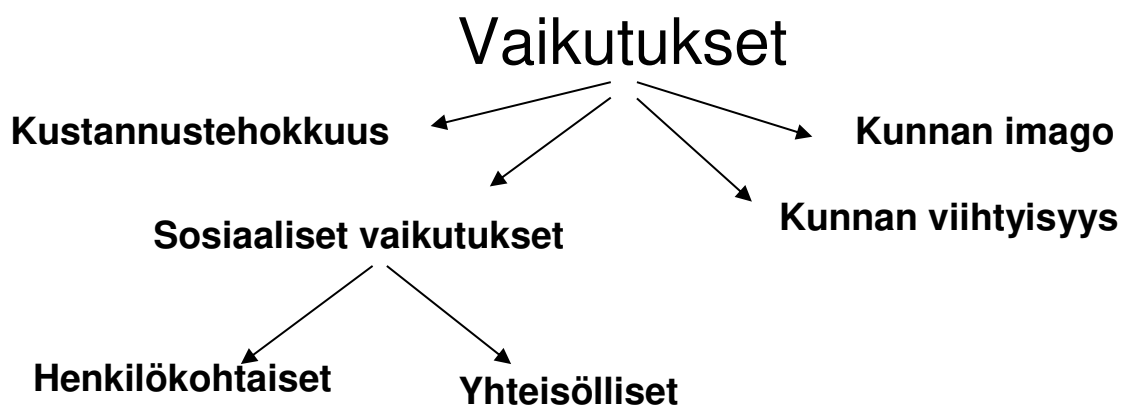 Vaikutukset
Kustannustehokkuus
Kunnan imago
Kunnan viihtyisyys
Sosiaaliset vaikutukset
Henkilökohtaiset
Yhteisölliset